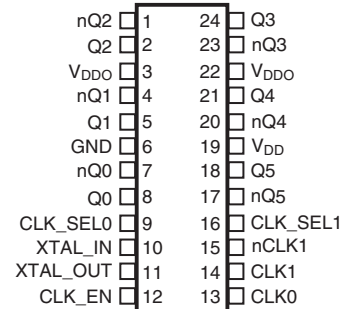 nQ2 1 24 Q3
Q2 2 23 nQ3
VDDO 3 22 VDDO
nQ1 4 21 Q4
Q1 5 20 nQ4
GND 6 19 VDD
nQ0 7 18 Q5
Q0 8 17 nQ5
CLK_SEL0 9 16 CLK_SEL1
XTAL_IN 10 15 nCLK1
XTAL_OUT 11 14 CLK1
CLK_EN 12 13 CLK0